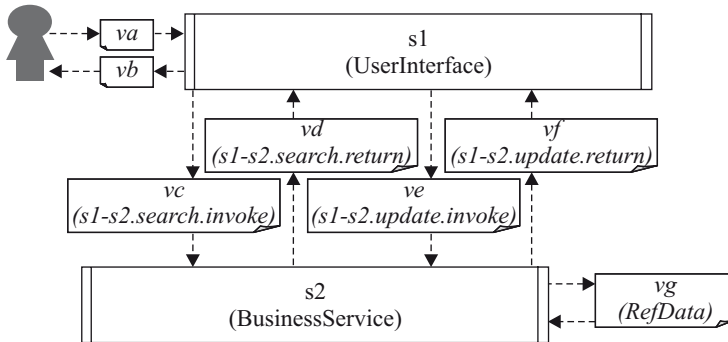 va
vb
s1
(UserInterface)
vd
(s1-s2.search.return)
vf
(s1-s2.update.return)
vc
(s1-s2.search.invoke)
ve
(s1-s2.update.invoke)
s2
(BusinessService)
vg
(RefData)